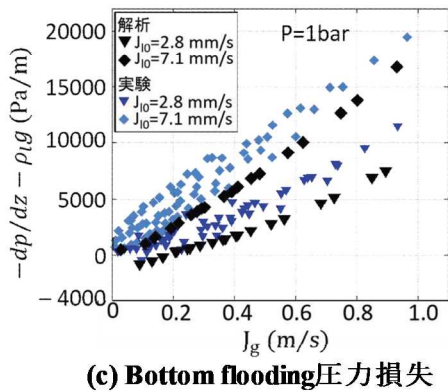 20000
15000
10000
5000
0
−4000
−dp/dz − ρ_l g (Pa/m)
解析
▼ J_l0=2.8 mm/s
◆ J_l0=7.1 mm/s
実験
▼ J_l0=2.8 mm/s
◆ J_l0=7.1 mm/s
P=1bar
0 0.2 0.4 0.6 0.8 1.0
J_g (m/s)
(c) Bottom flooding圧力損失